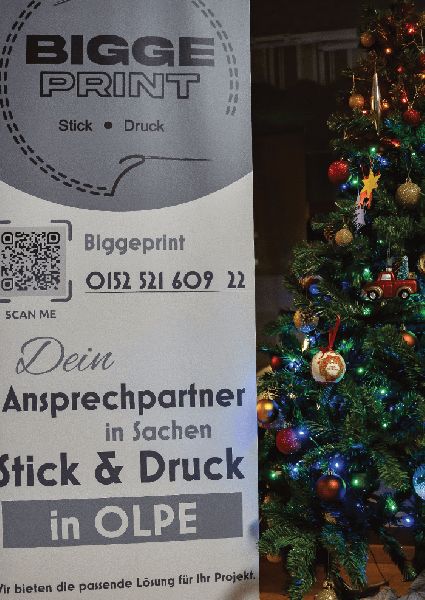 BIGGE
PRINT
Stick • Druck
Biggeprint
0152 521 609 22
SCAN ME
Dein
Ansprechpartner
in Sachen
Stick & Druck
in OLPE
Wir bieten die passende Lösung für Ihr Projekt.